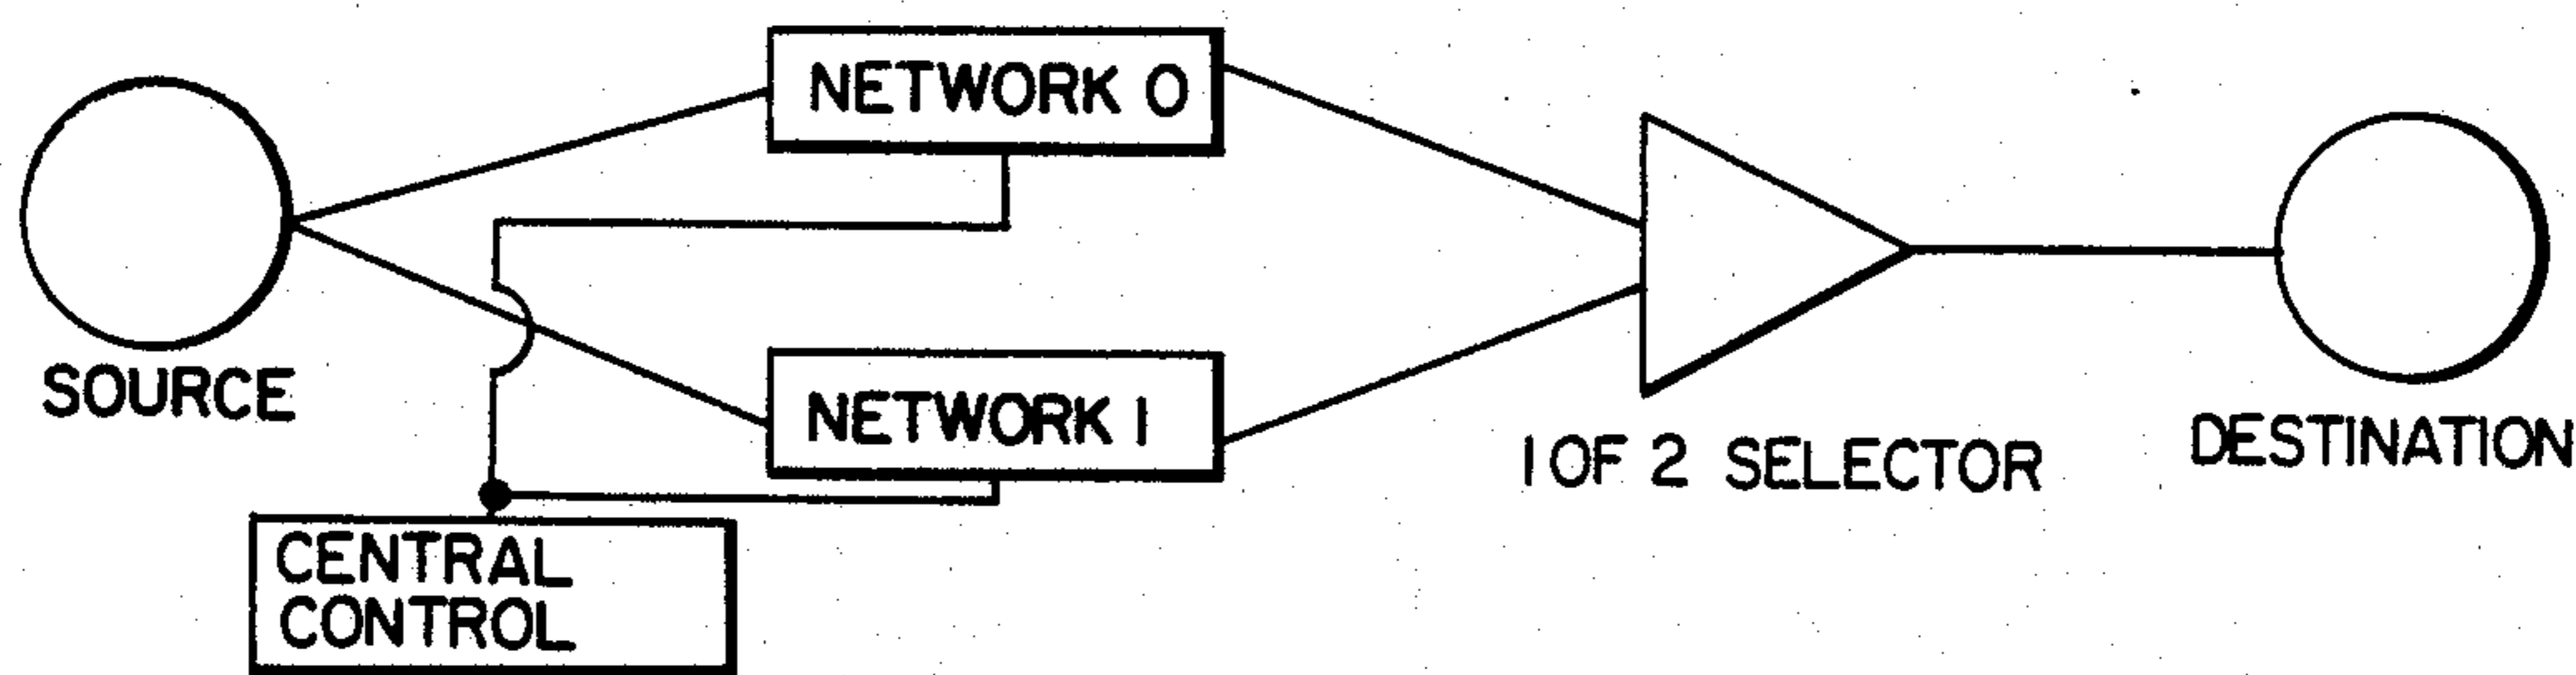 NETWORK 0
SOURCE
NETWORK 1
1 OF 2 SELECTOR
DESTINATION
CENTRAL
CONTROL